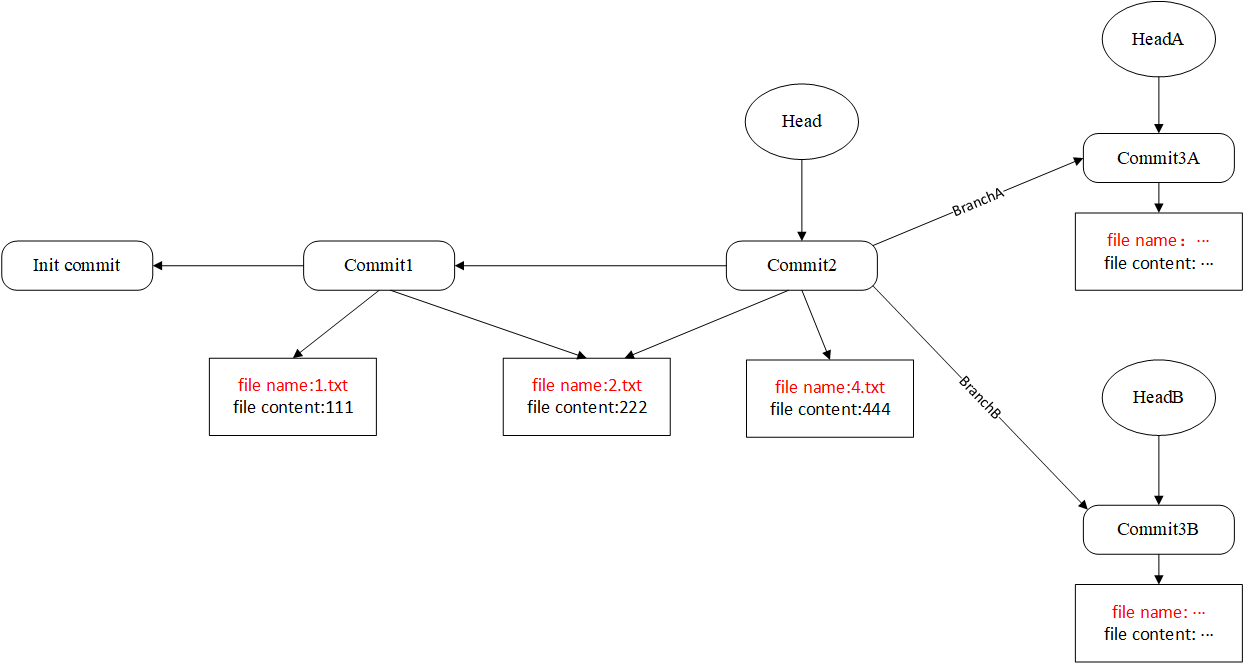 HeadA
Head
Commit3A
BranchA
file name：···
file content: ···
Init commit
Commit1
Commit2
file name:1.txt
file content:111
file name:2.txt
file content:222
file name:4.txt
file content:444
BranchB
HeadB
Commit3B
file name: ···
file content: ···